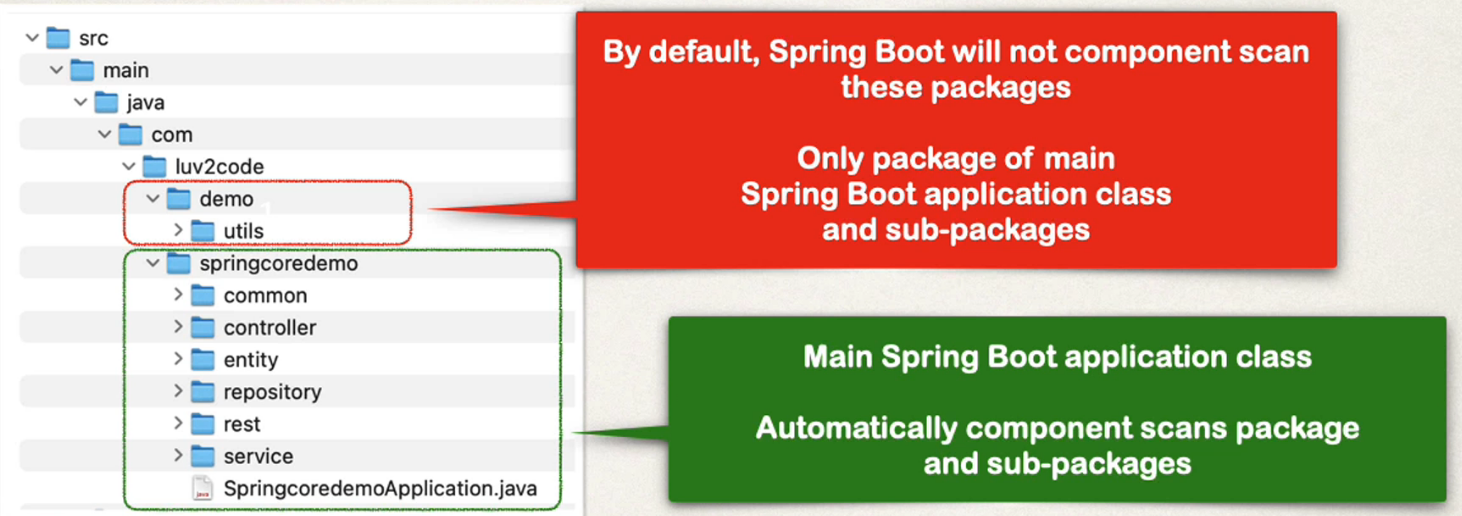 src
main
java
com
luv2code
demo
utils
springcoredemo
common
controller
entity
repository
rest
service
SpringcoredemoApplication.java
By default, Spring Boot will not component scan
these packages
Only package of main
Spring Boot application class
and sub-packages
Main Spring Boot application class
Automatically component scans package
and sub-packages